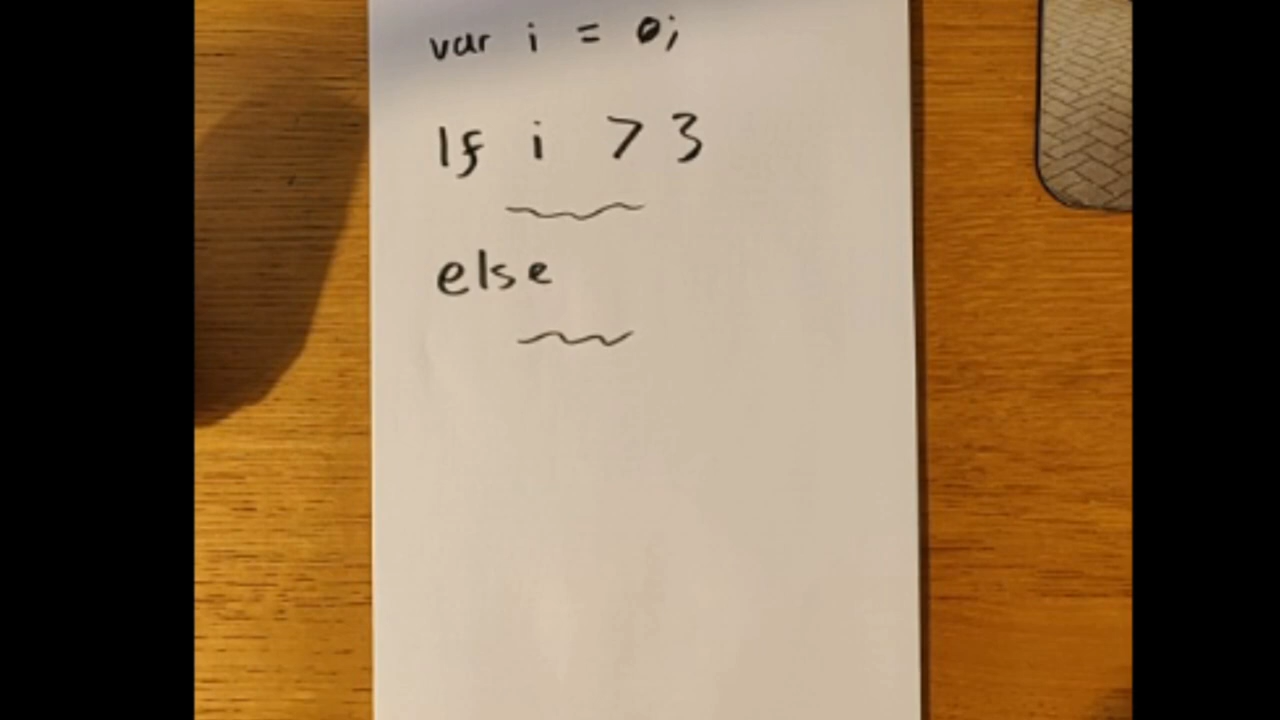 var i = 0;
If i > 3
else